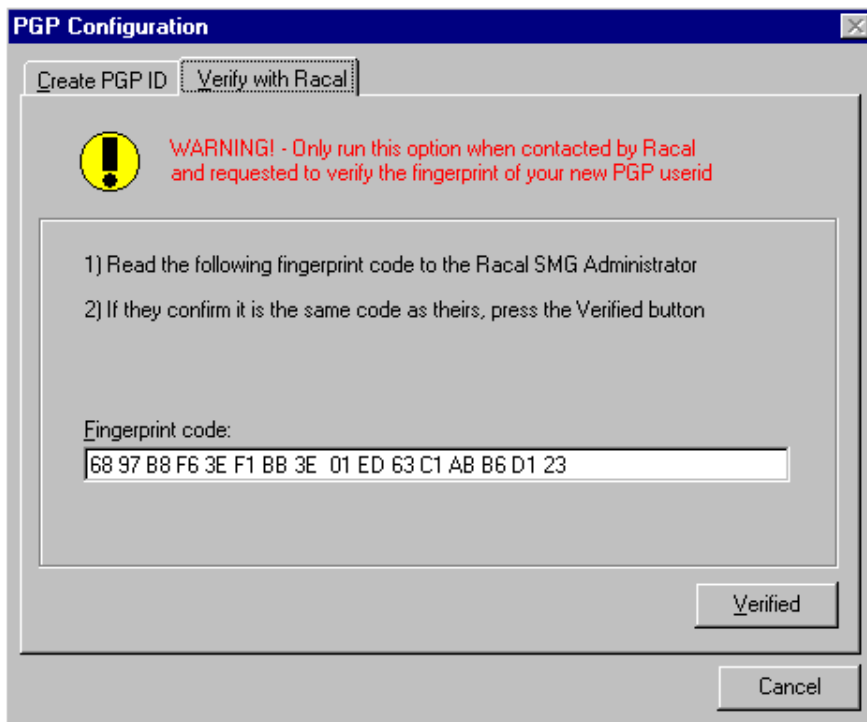 PGP Configuration
Create PGP ID
Verify with Racal
WARNING! - Only run this option when contacted by Racal
and requested to verify the fingerprint of your new PGP userid
1) Read the following fingerprint code to the Racal SMG Administrator
2) If they confirm it is the same code as theirs, press the Verified button
Fingerprint code:
68 97 B8 F6 3E F1 BB 3E  01 ED 63 C1 AB B6 D1 23
Verified
Cancel